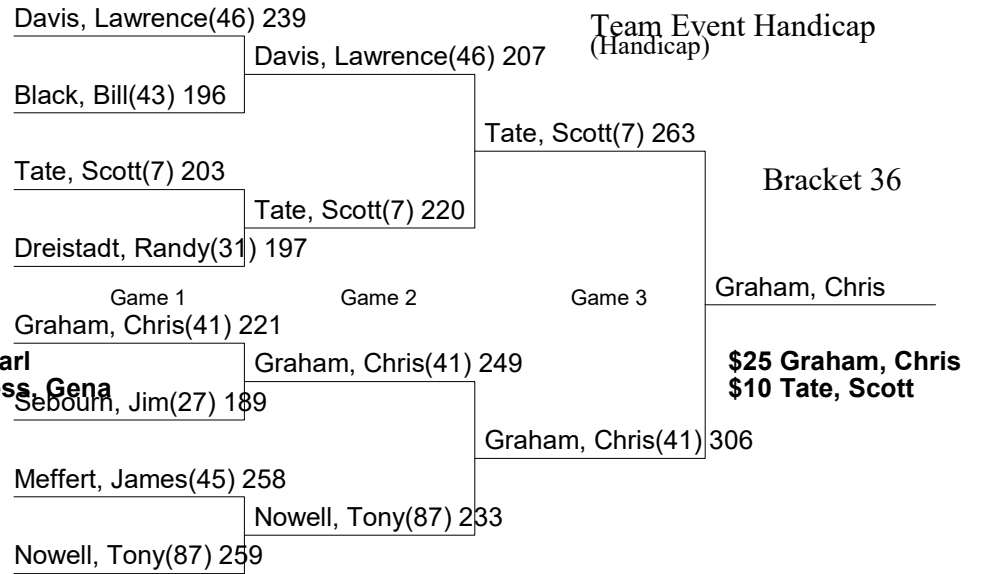 Davis, Lawrence(46) 239
Team Event Handicap
(Handicap)
Davis, Lawrence(46) 207
Black, Bill(43) 196
Tate, Scott(7) 263
Tate, Scott(7) 203
Bracket 36
Tate, Scott(7) 220
Dreistadt, Randy(31) 197
Game 1
Game 2
Game 3
Graham, Chris
Graham, Chris(41) 221
arl
Graham, Chris(41) 249
$25 Graham, Chris
ss, Gena
$10 Tate, Scott
Sebourn, Jim(27) 189
Graham, Chris(41) 306
Meffert, James(45) 258
Nowell, Tony(87) 233
Nowell, Tony(87) 259